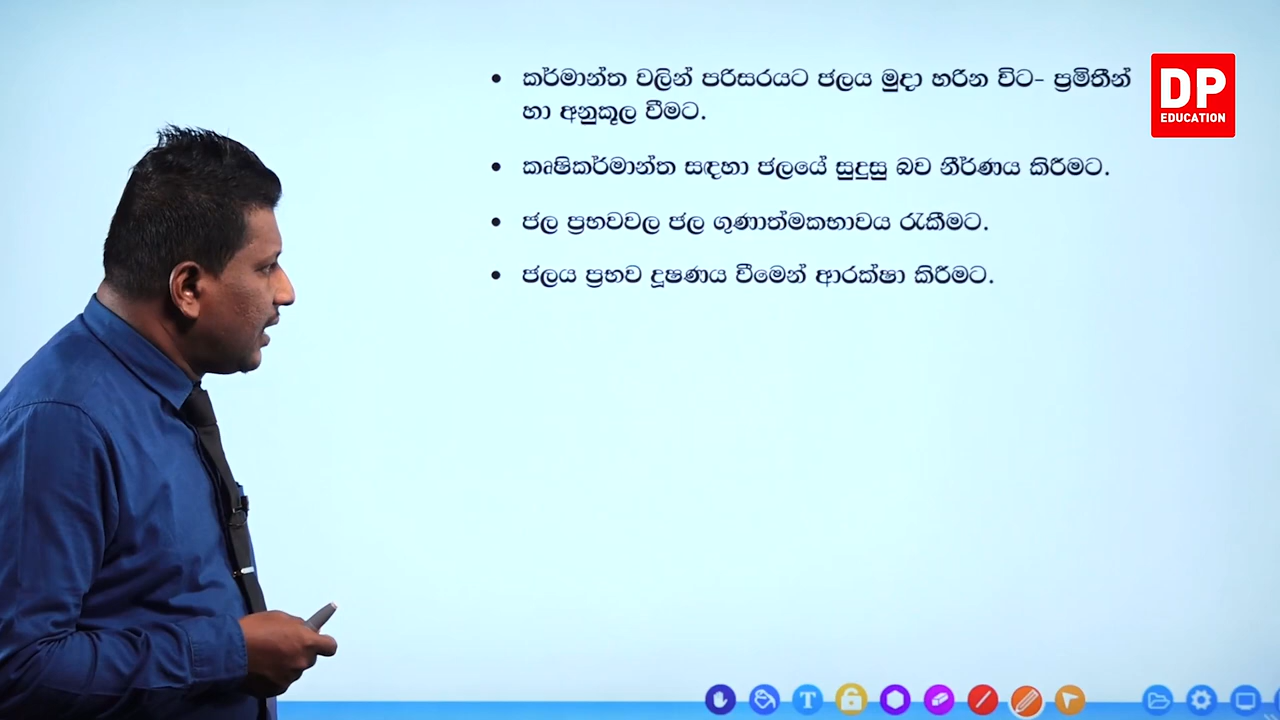 • කර්මාන්ත වලින් පරිසරයට ජලය මුදා හරින විට- ප්‍රමිතීන්
හා අනුකූල වීමට.
• කෘෂිකර්මාන්ත සඳහා ජලයේ සුදුසු බව නිර්ණය කිරීමට.
• ජල ප්‍රභවවල ජල ගුණාත්මකභාවය රැකීමට.
• ජලය ප්‍රභව දූෂණය වීමෙන් ආරක්ෂා කිරීමට.
DP
EDUCATION
T